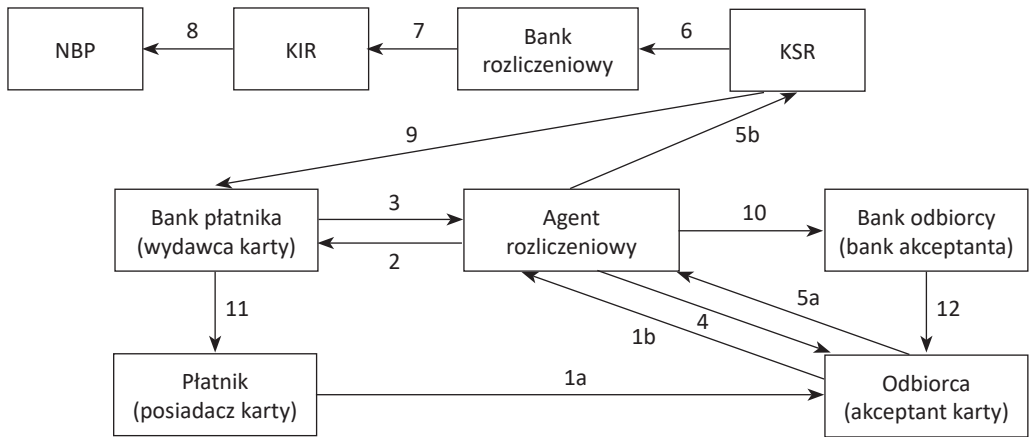 8
7
6
NBP
KIR
Bank
rozliczeniowy
KSR
9
5b
Bank płatnika
(wydawca karty)
3
2
Agent
rozliczeniowy
10
Bank odbiorcy
(bank akceptanta)
11
1b
4
5a
12
Płatnik
(posiadacz karty)
1a
Odbiorca
(akceptant karty)